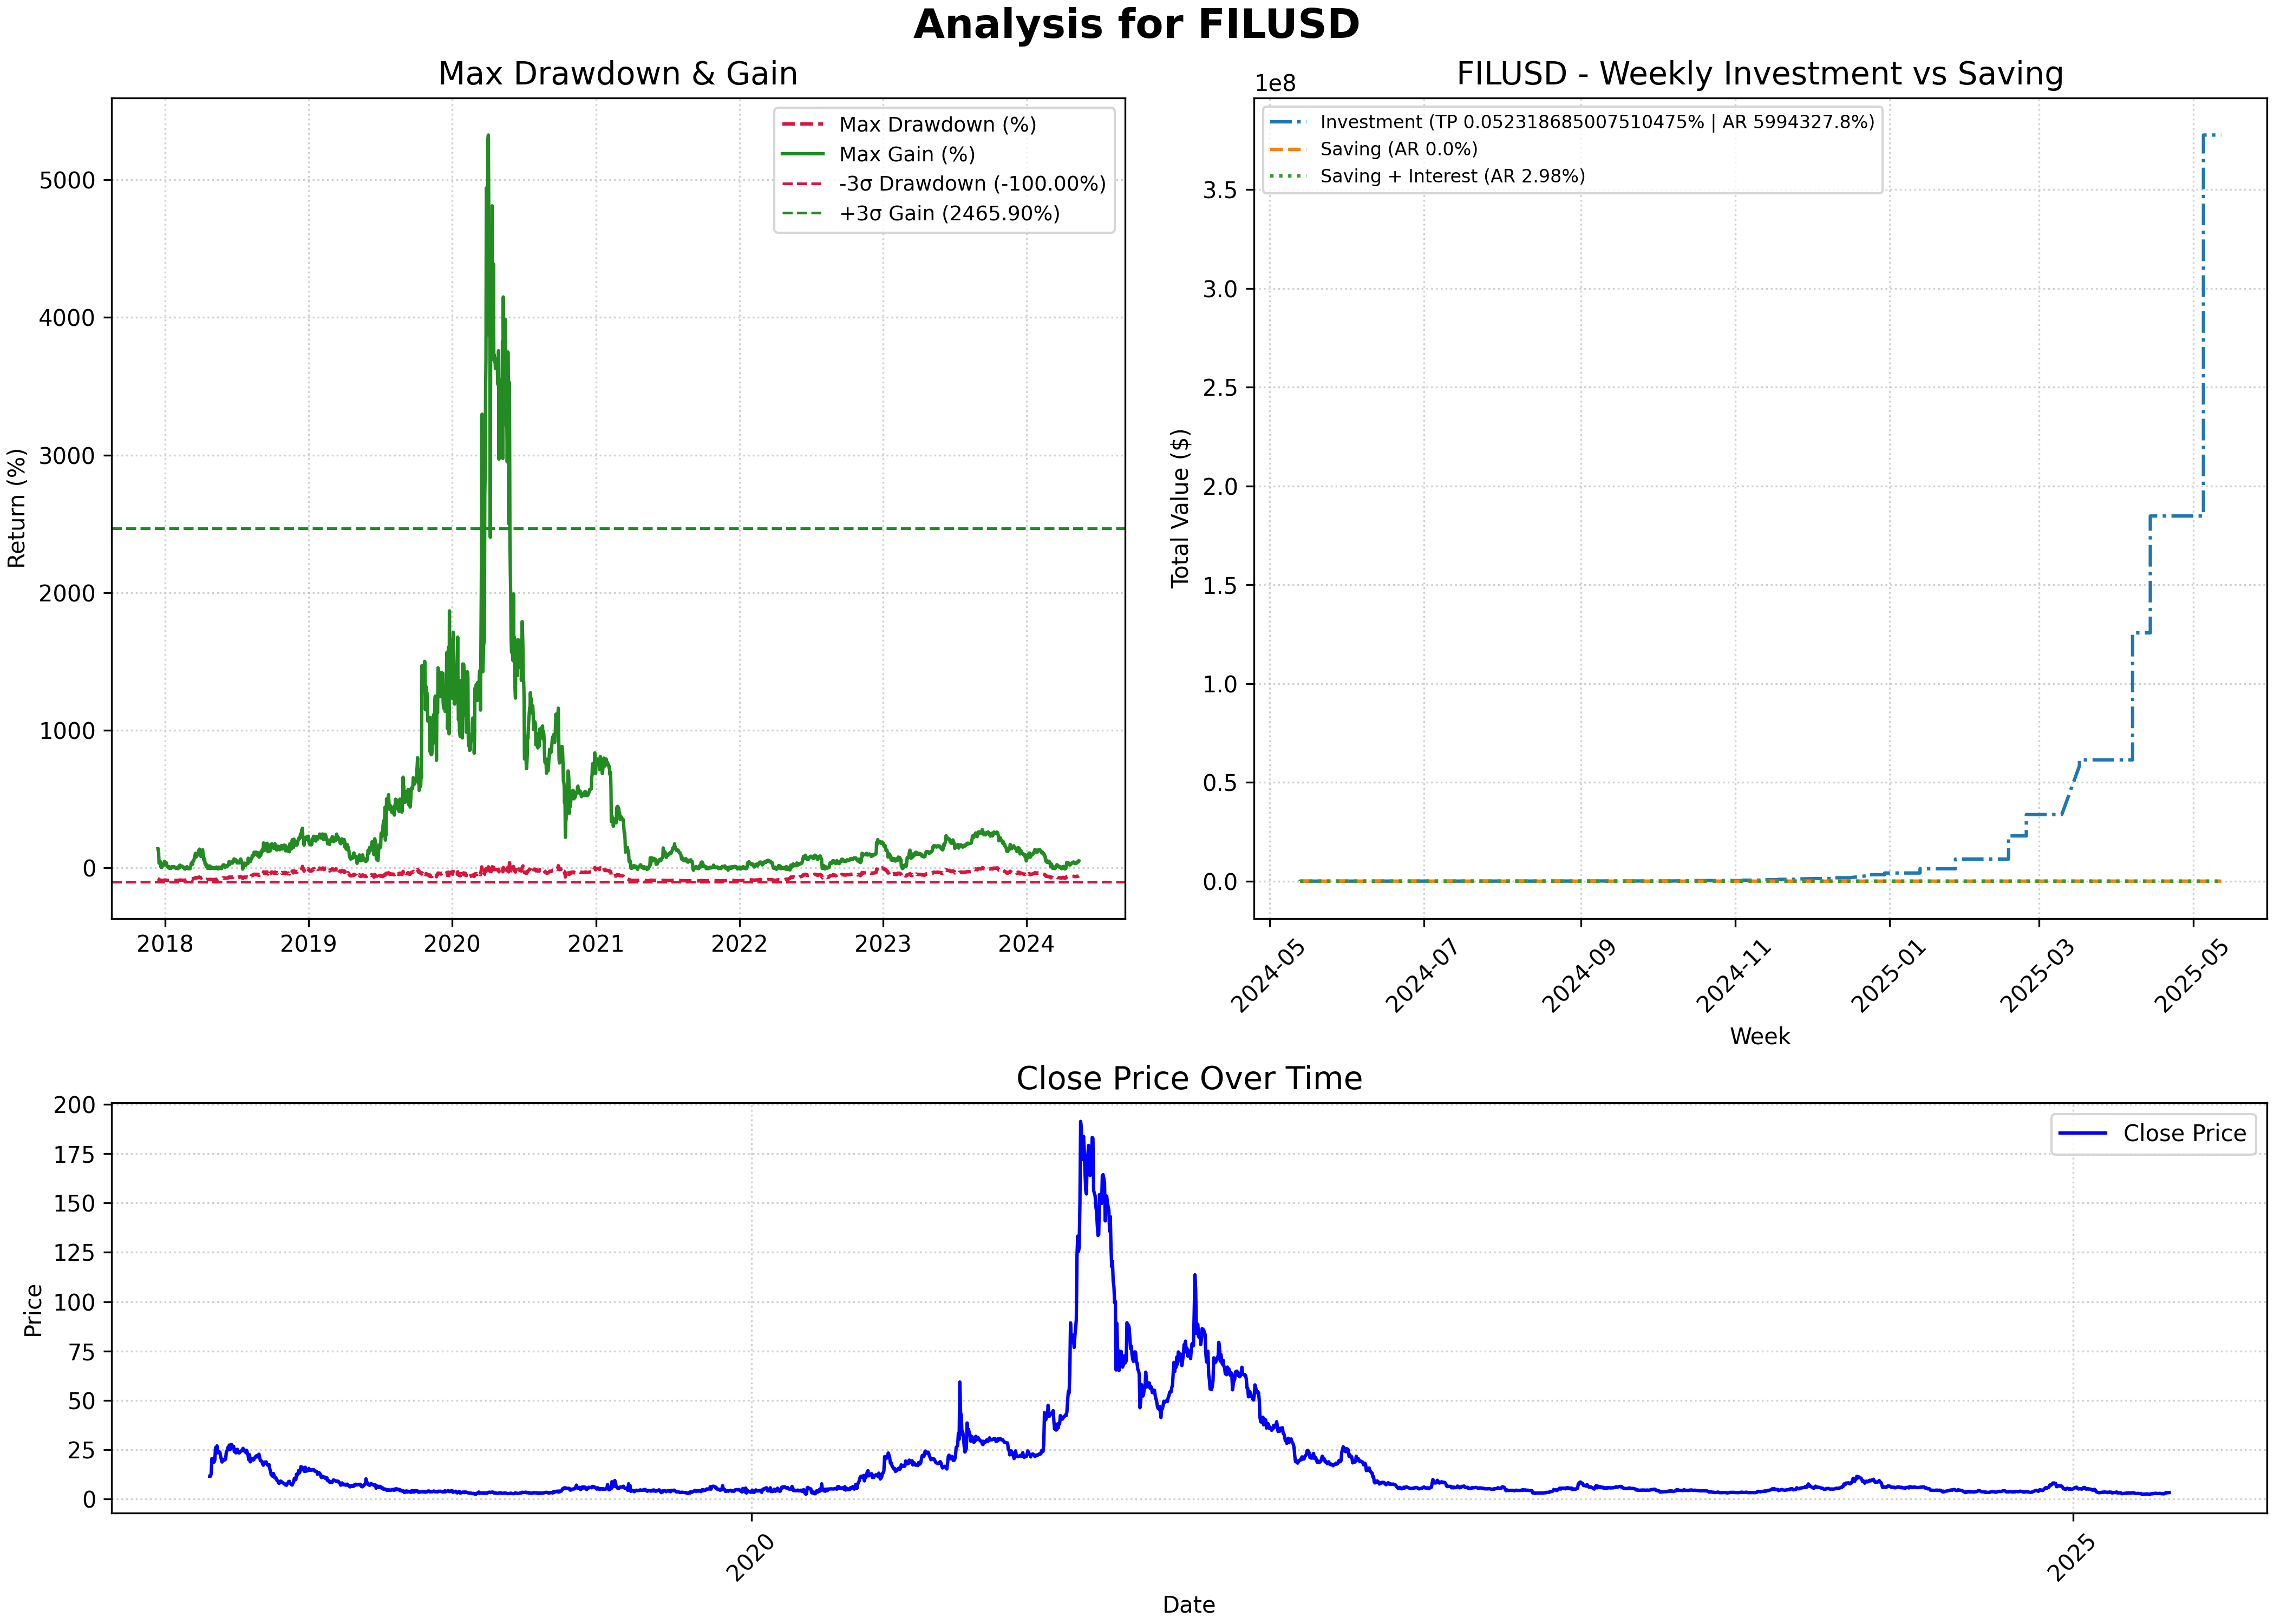 Analysis for FILUSD
Max Drawdown & Gain
Return (%)
5000
4000
3000
2000
1000
0
2018
2019
2020
2021
2022
2023
2024
Max Drawdown (%)
Max Gain (%)
-3σ Drawdown (-100.00%)
+3σ Gain (2465.90%)
FILUSD - Weekly Investment vs Saving
1e8
Total Value ($)
3.5
3.0
2.5
2.0
1.5
1.0
0.5
0.0
Investment (TP 0.052318685007510475% | AR 5994327.8%)
Saving (AR 0.0%)
Saving + Interest (AR 2.98%)
2024-05
2024-07
2024-09
2024-11
2025-01
2025-03
2025-05
Week
Close Price Over Time
Price
200
175
150
125
100
75
50
25
0
Close Price
2020
2025
Date